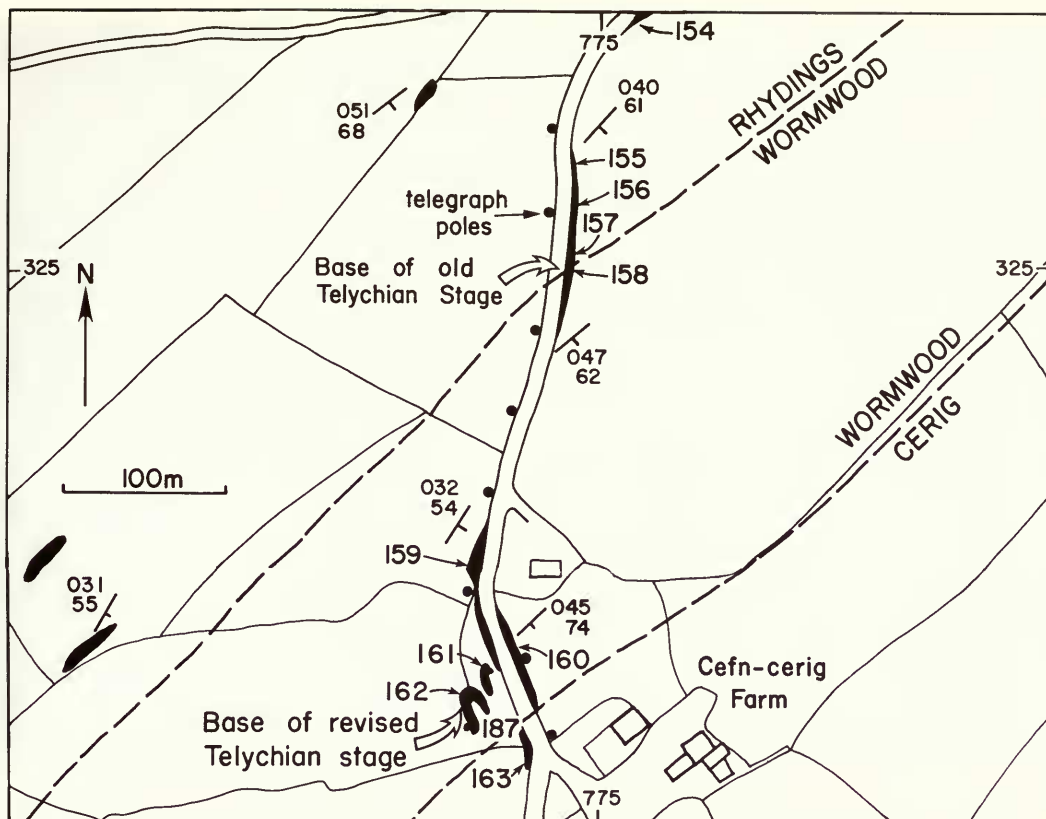 775
154
RHYDINGS
WORMWOOD
051
68
040
61
155
156
telegraph
poles
157
325
N
Base of old
Telychian Stage
158
325
047
62
WORMWOOD
CERIG
100m
032
54
159
031
55
045
74
161
160
162
Cefn-cerig
Farm
Base of revised
Telychian stage
187
163
775